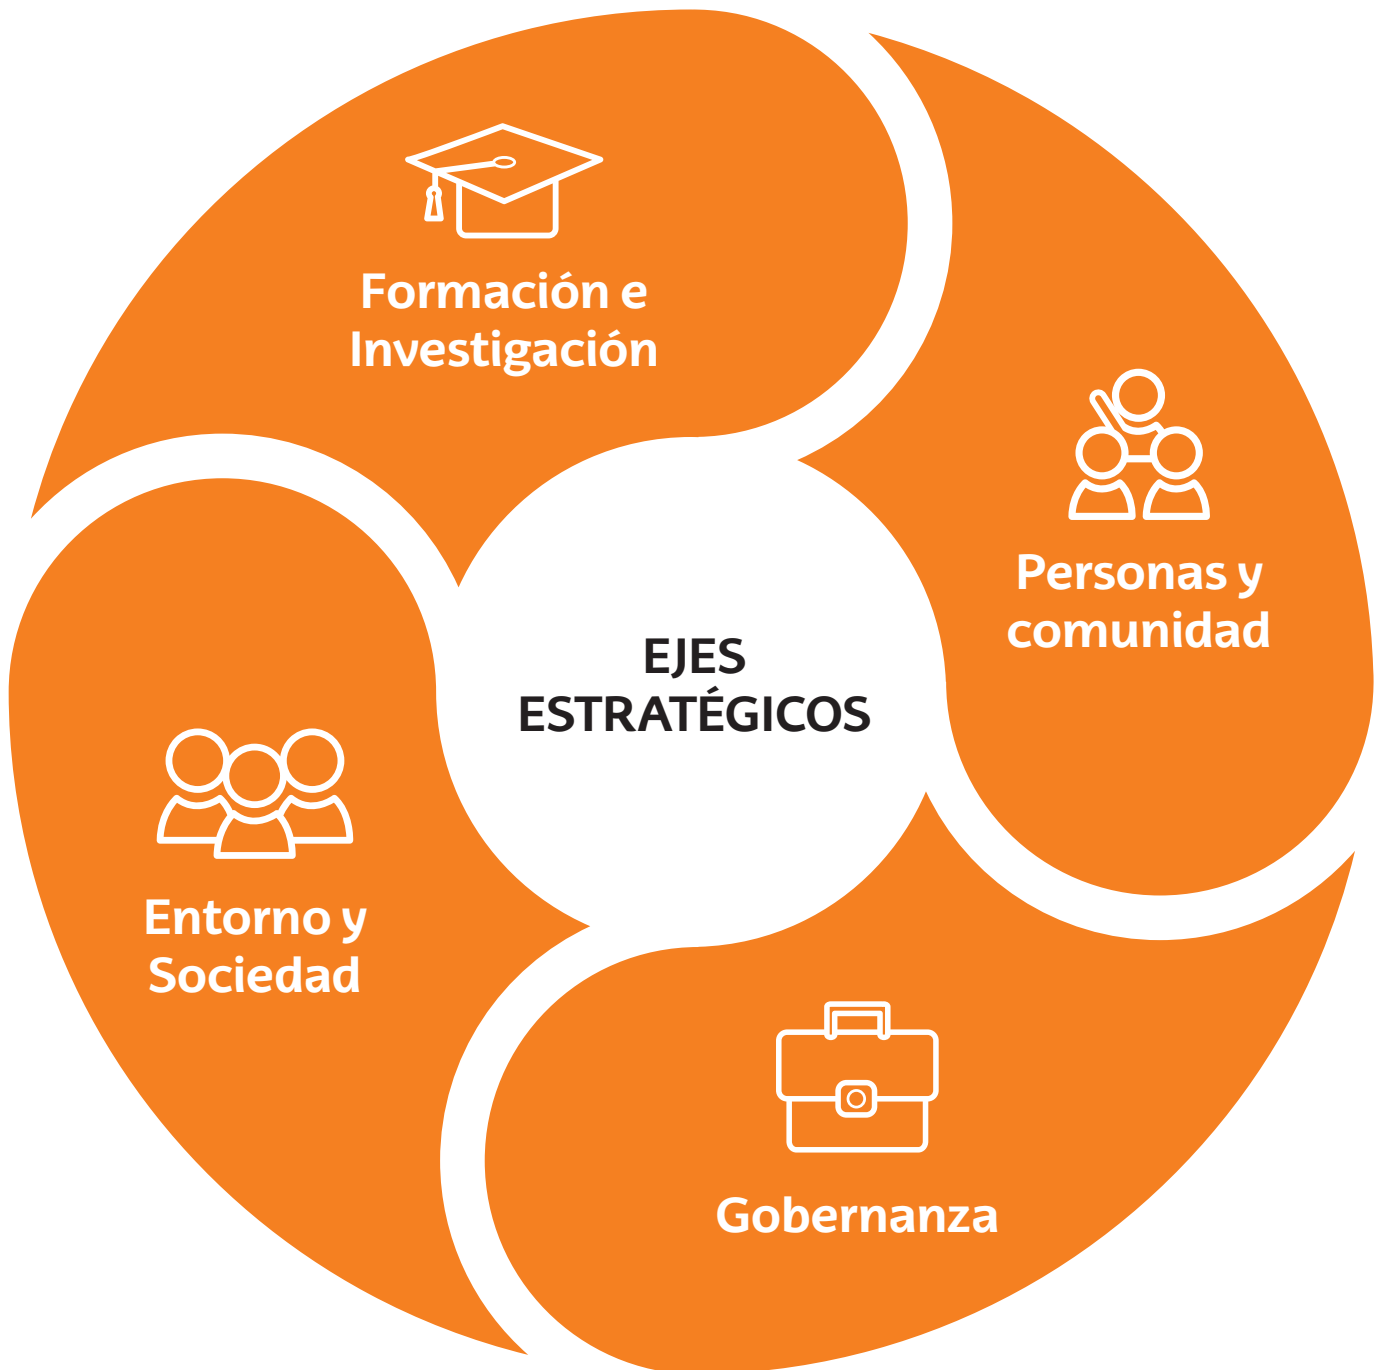 Formación e
Investigación
Personas y
comunidad
EJES
ESTRATÉGICOS
Entorno y
Sociedad
Gobernanza